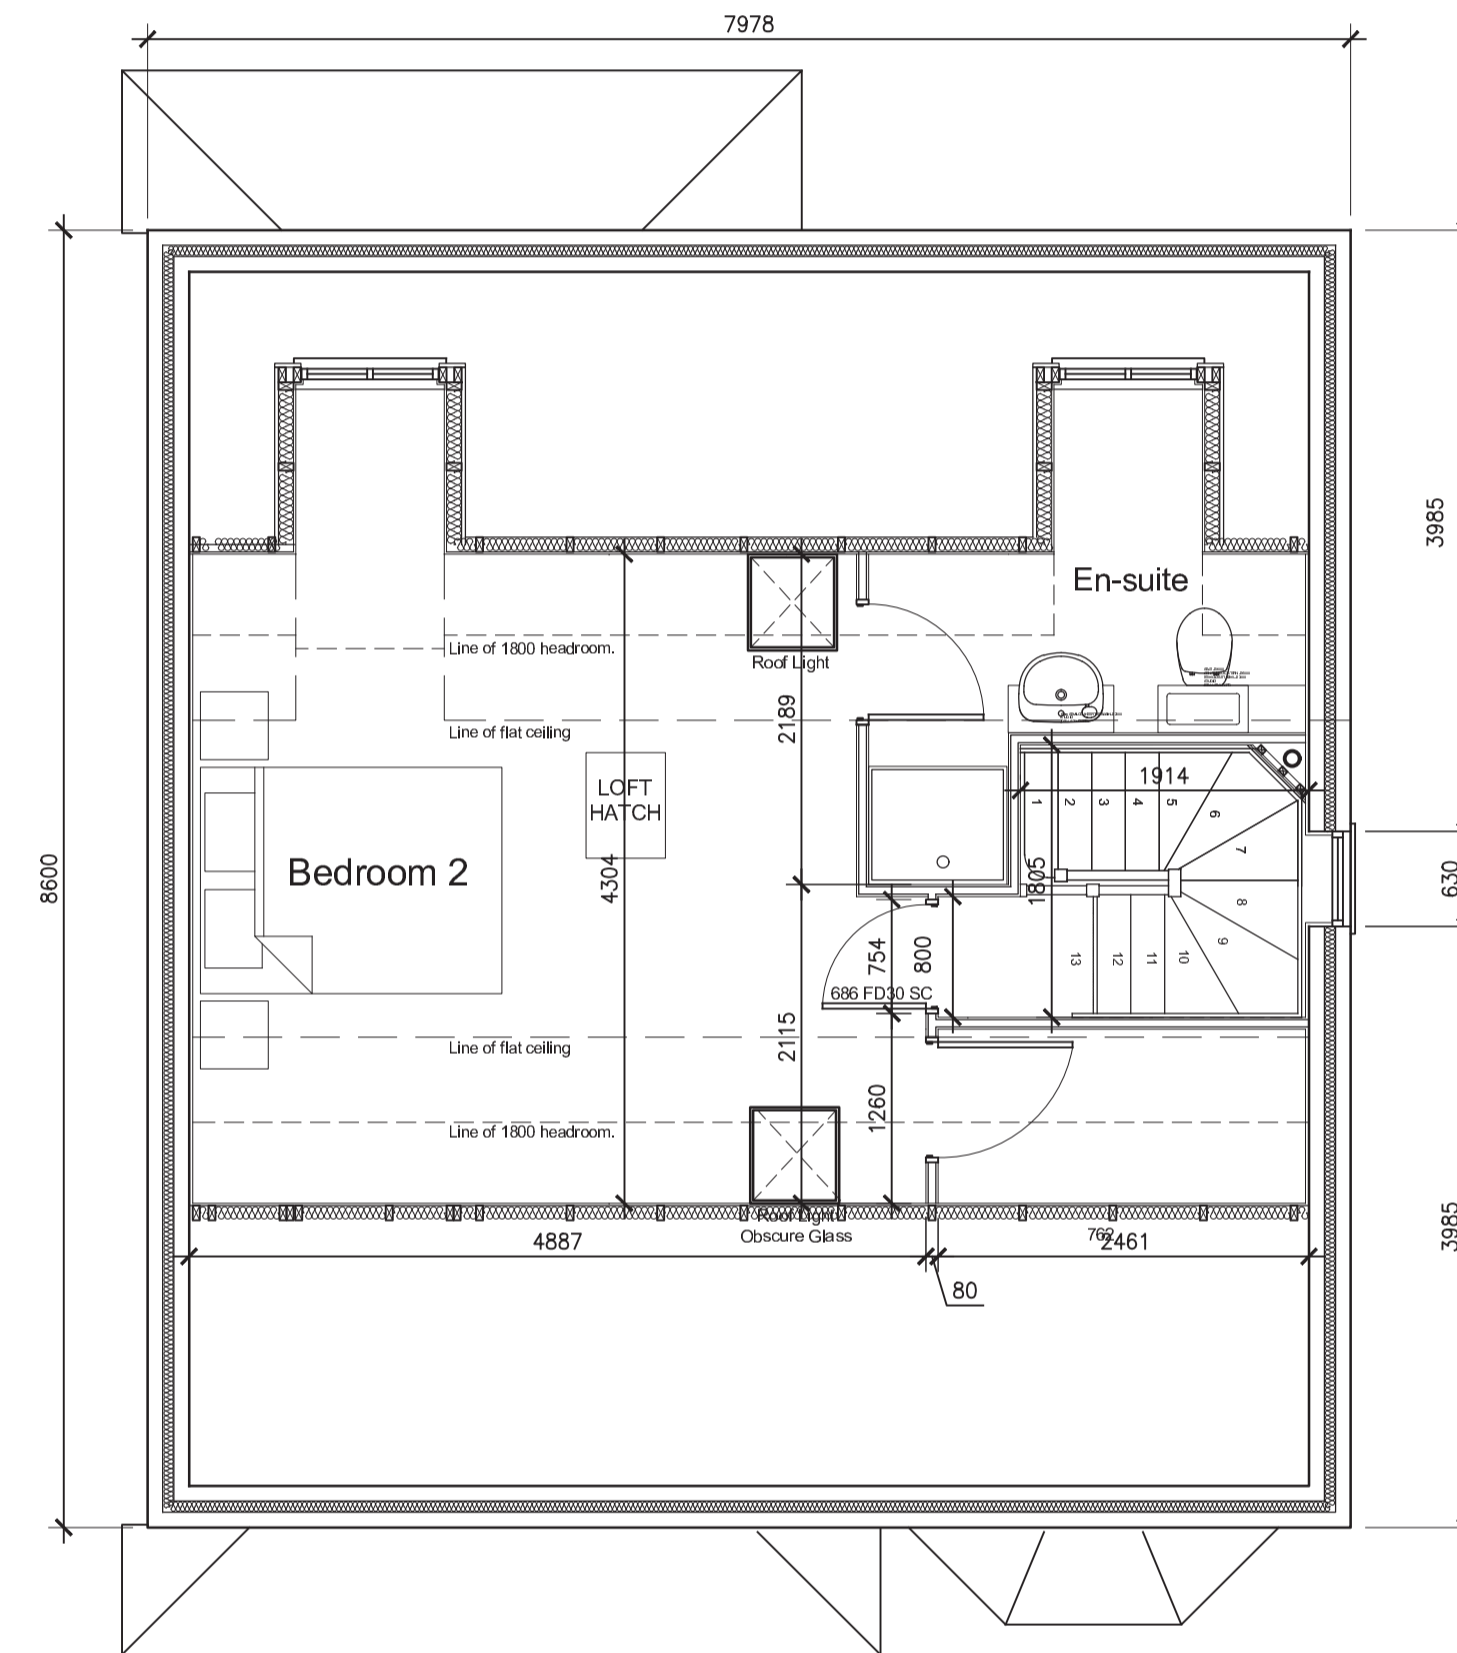 7978
En-suite
Line of 1800 headroom.
Roof Light
Line of flat ceiling
2189
LOFT
HATCH
1914
1
2
3
4
5
6
7
8
9
10
11
12
13
3985
8600
Bedroom 2
4304
1805
630
754
800
686 FD30 SC
2115
Line of flat ceiling
1260
Line of 1800 headroom.
Roof Light
Obscure Glass
4887
762
2461
80
3985